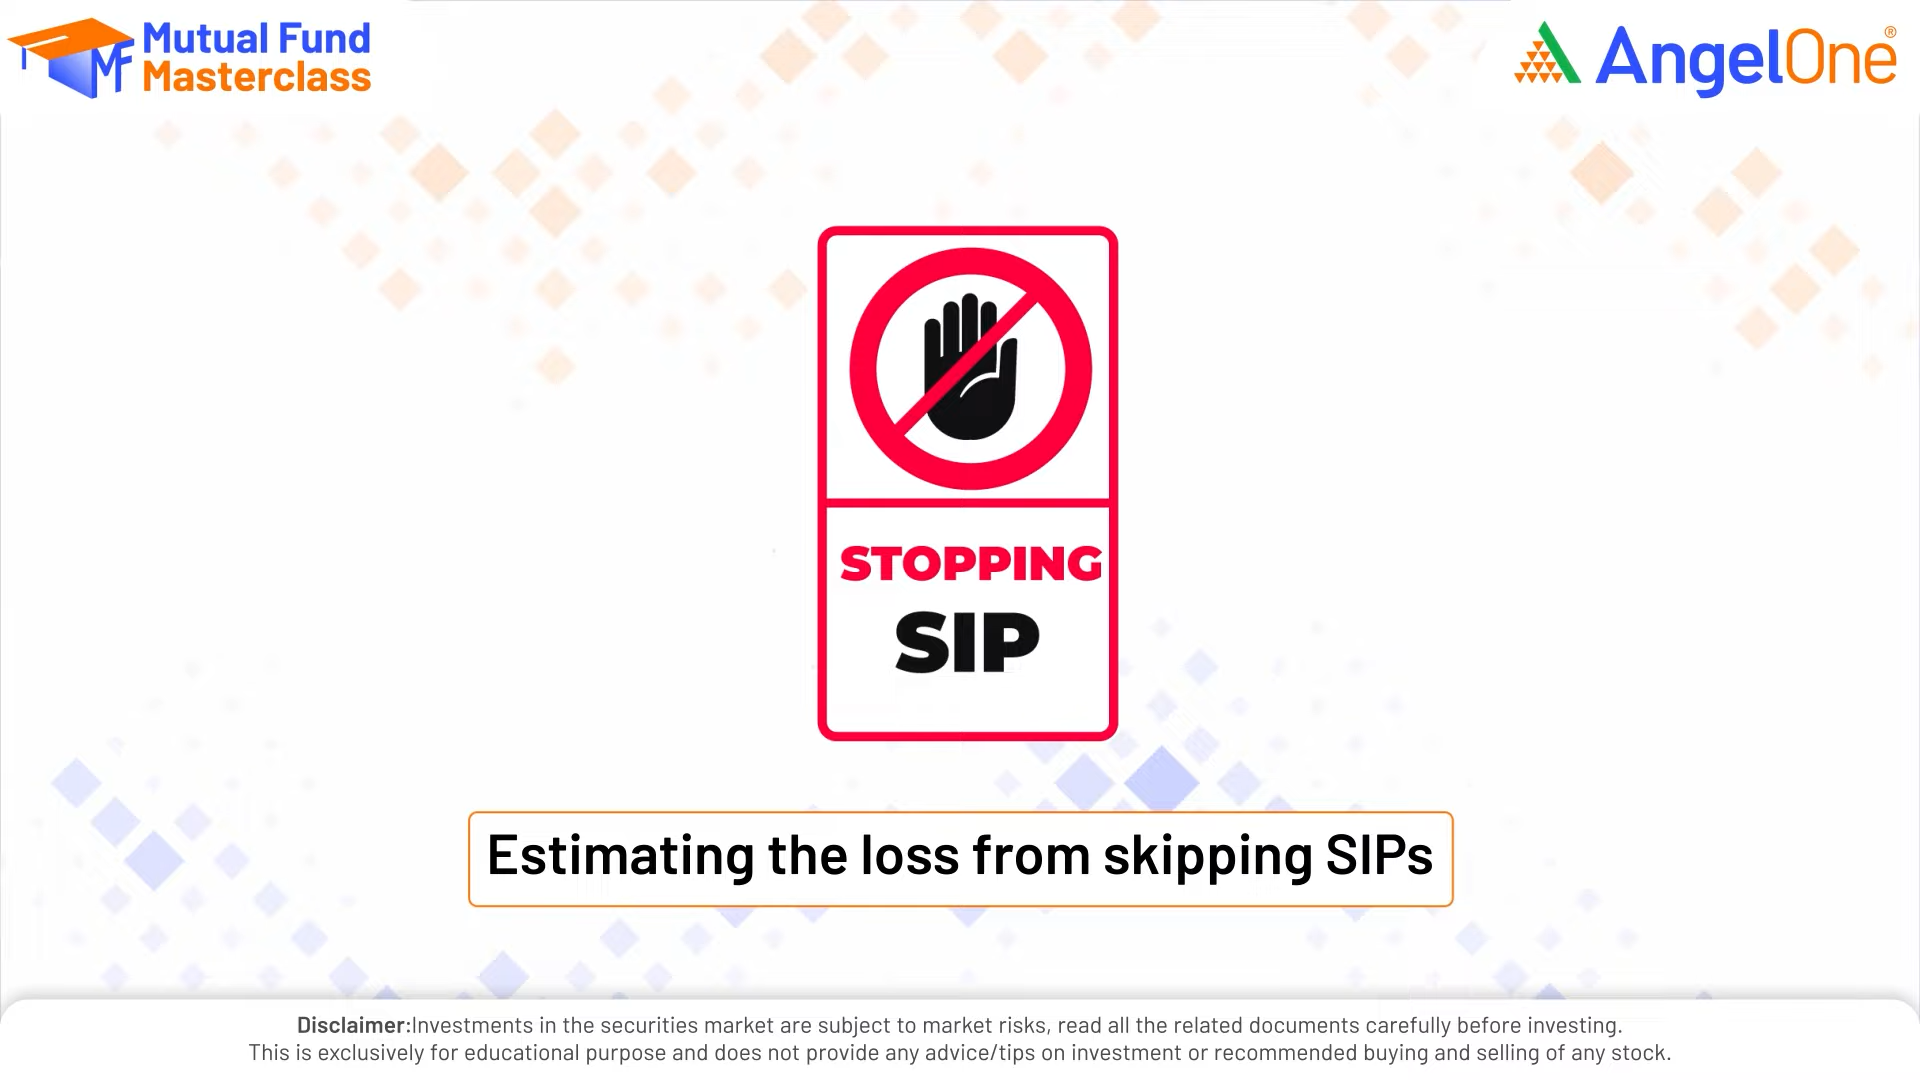 Mutual Fund
Masterclass
MF
AngelOne®
STOPPING
SIP
Estimating the loss from skipping SIPs
Disclaimer:Investments in the securities market are subject to market risks, read all the related documents carefully before investing.
This is exclusively for educational purpose and does not provide any advice/tips on investment or recommended buying and selling of any stock.